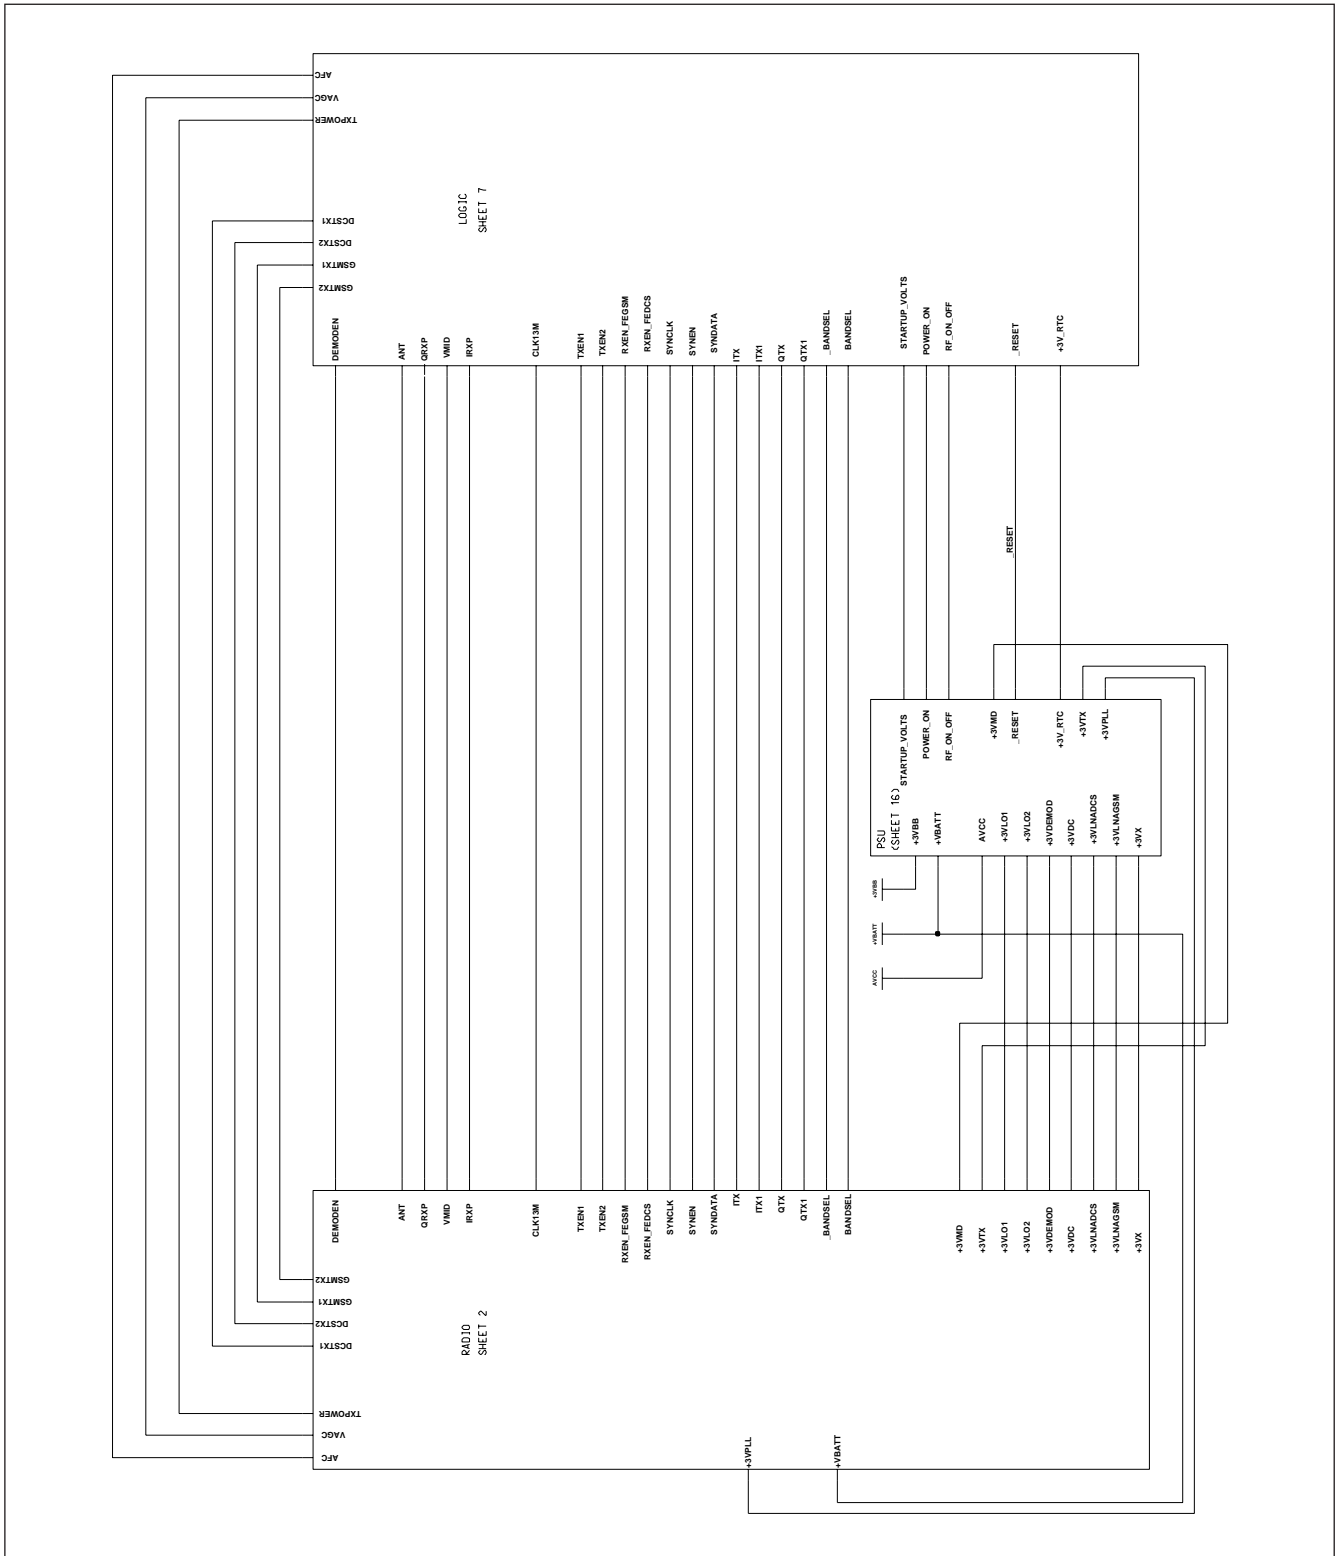 AFC
VAGC
TXPOWER
DCSTX1
DCSTX2
GSMTX1
GSMTX2
LOGIC
SHEET 7
DEMODEN
ANT
QRXP
VMID
IRXP
CLK13M
TXEN1
TXEN2
RXEN_FEGSM
RXEN_FEDCS
SYNCLK
SYNEN
SYNDATA
ITX
ITX1
QTX
QTX1
_BANDSEL
BANDSEL
STARTUP_VOLTS
POWER_ON
RF_ON_OFF
_RESET
+3V_RTC
_RESET
STARTUP_VOLTS
POWER_ON
RF_ON_OFF
+3VMD
_RESET
+3V_RTC
+3VTX
+3VPLL
PSU
(SHEET 16)
+3VBB
+VBATT
AVCC
+3VLO1
+3VLO2
+3VDEMOD
+3VDC
+3VLNADCS
+3VLNAGSM
+3VX
+3VBB
+VBATT
AVCC
DEMODEN
ANT
QRXP
VMID
IRXP
CLK13M
TXEN1
TXEN2
RXEN_FEGSM
RXEN_FEDCS
SYNCLK
SYNEN
SYNDATA
ITX
ITX1
QTX
QTX1
_BANDSEL
BANDSEL
+3VMD
+3VTX
+3VLO1
+3VLO2
+3VDEMOD
+3VDC
+3VLNADCS
+3VLNAGSM
+3VX
GSMTX2
GSMTX1
DCSTX2
DCSTX1
RADIO
SHEET 2
TXPOWER
VAGC
AFC
+3VPLL
+VBATT